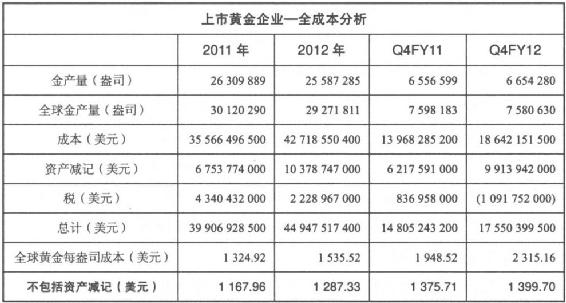 上市黄金企业—全成本分析
2011 年 2012 年 Q4FY11 Q4FY12
金产量（盎司） 26 309 889 25 587 285 6 556 599 6 654 280
全球金产量（盎司） 30 120 290 29 271 811 7 598 183 7 580 630
成本（美元） 35 566 496 500 42 718 550 400 13 968 285 200 18 642 151 500
资产减记（美元） 6 753 774 000 10 378 747 000 6 217 591 000 9 913 942 000
税（美元） 4 340 432 000 2 228 967 000 836 958 000 (1 091 752 000)
总计（美元） 39 906 928 500 44 947 517 400 14 805 243 200 17 550 399 500
全球黄金每盎司成本（美元） 1 324.92 1 535.52 1 948.52 2 315.16
不包括资产减记（美元） 1 167.96 1 287.33 1 375.71 1 399.70